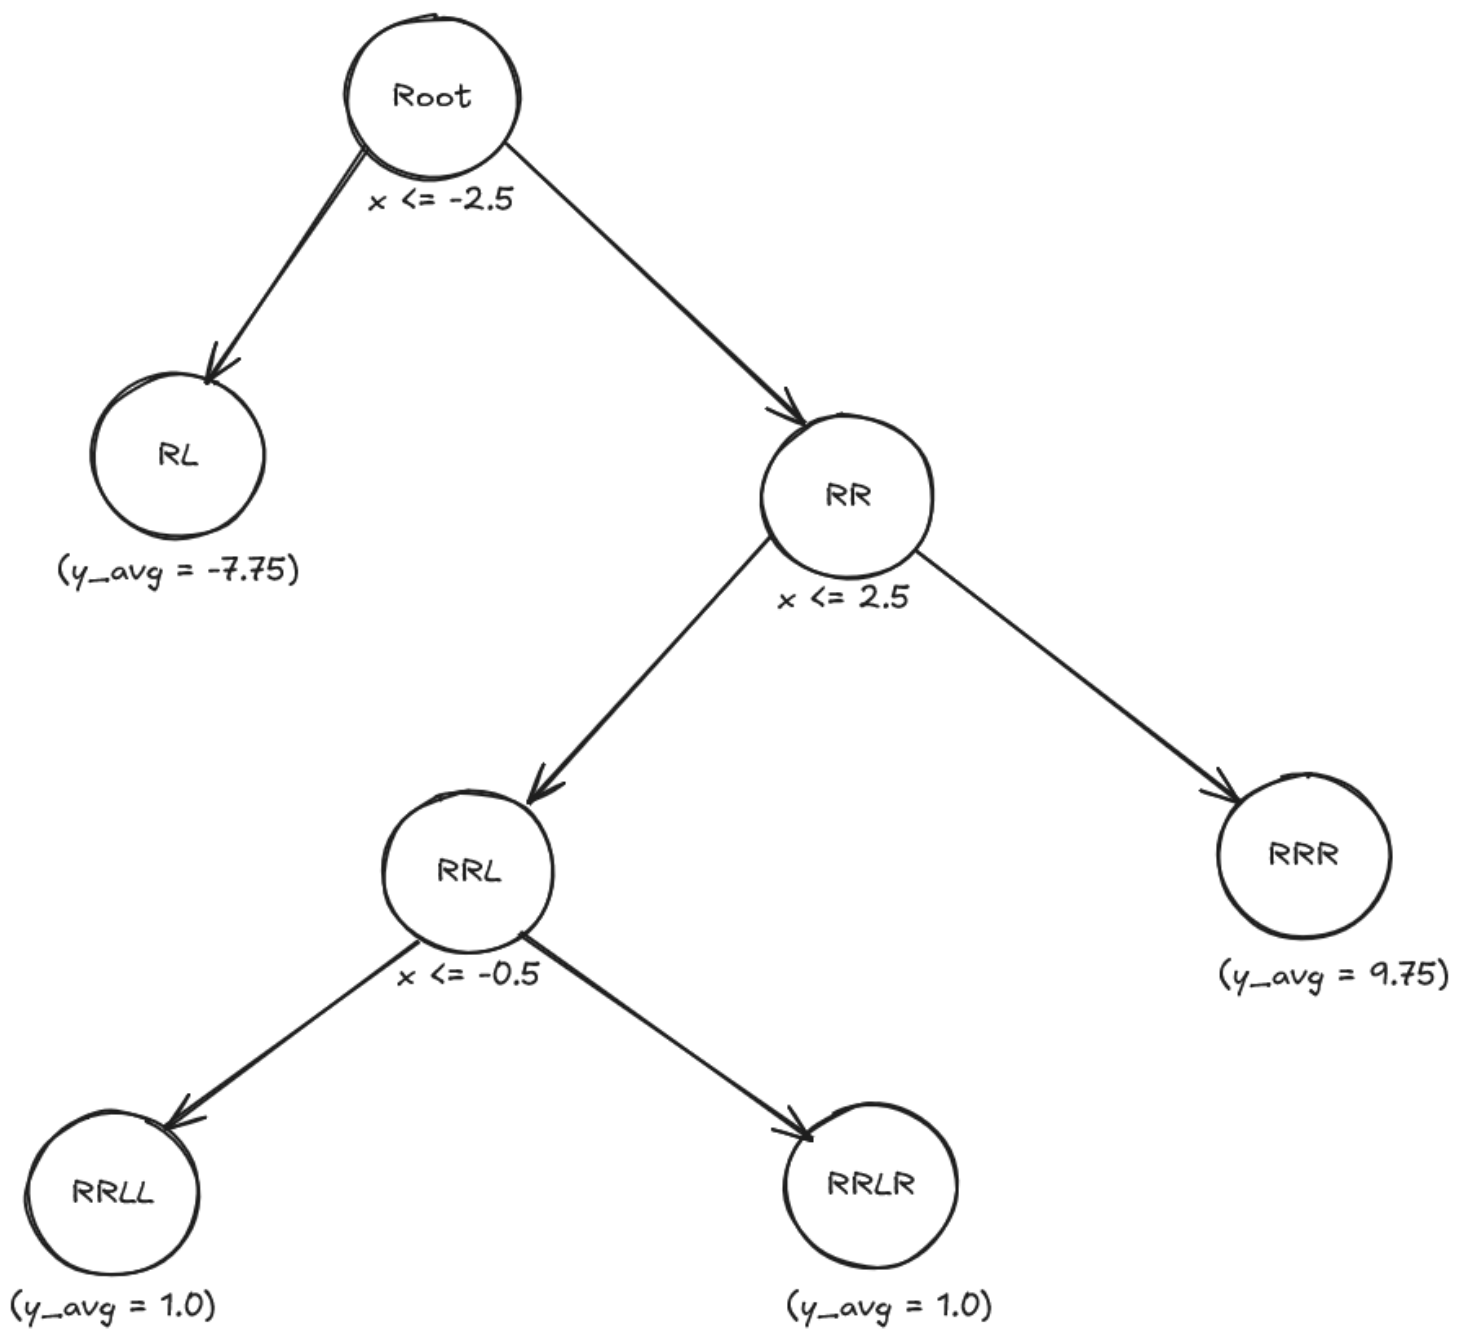 Root
x <= -2.5
RL
(y_avg = -7.75)
RR
x <= 2.5
RRL
x <= -0.5
RRR
(y_avg = 9.75)
RRLL
(y_avg = 1.0)
RRLR
(y_avg = 1.0)